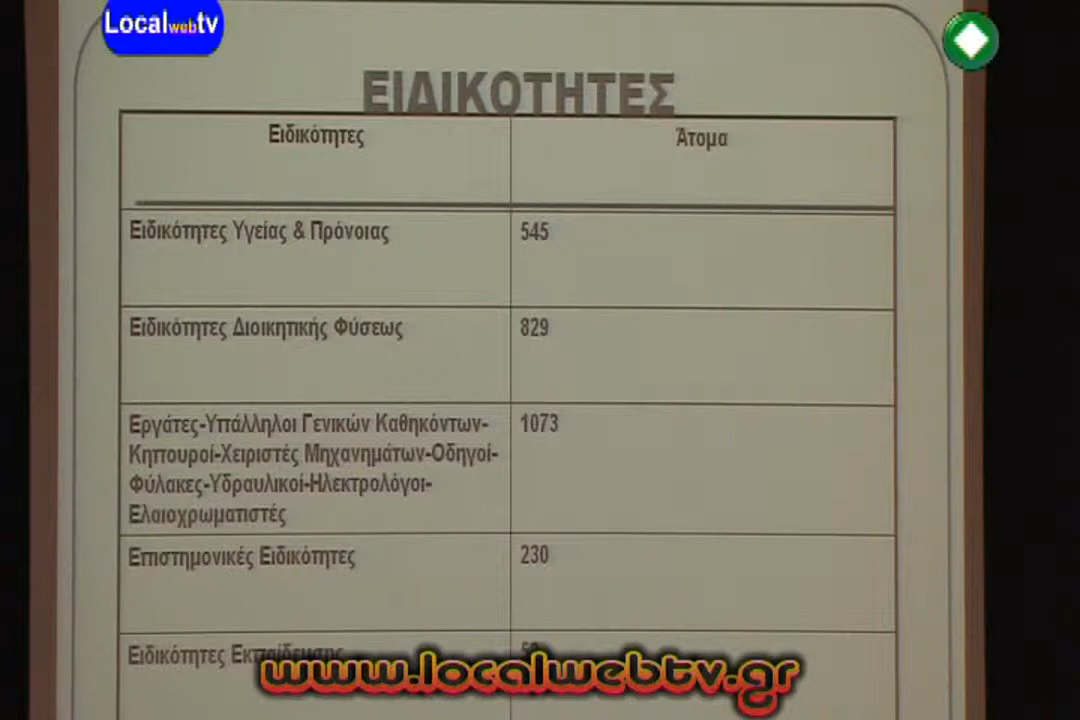 Localwebtv
ΕΙΔΙΚΟΤΗΤΕΣ
Ειδικότητες
Άτομα
Ειδικότητες Υγείας & Πρόνοιας
545
Ειδικότητες Διοικητικής Φύσεως
829
Εργάτες-Υπάλληλοι Γενικών Καθηκόντων-
Κηπουροί-Χειριστές Μηχανημάτων-Οδηγοί-
Φύλακες-Υδραυλικοί-Ηλεκτρολόγοι-
Ελαιοχρωματιστές
1073
Επιστημονικές Ειδικότητες
230
Ειδικότητες Εκπαίδευσης
www.localwebtv.gr